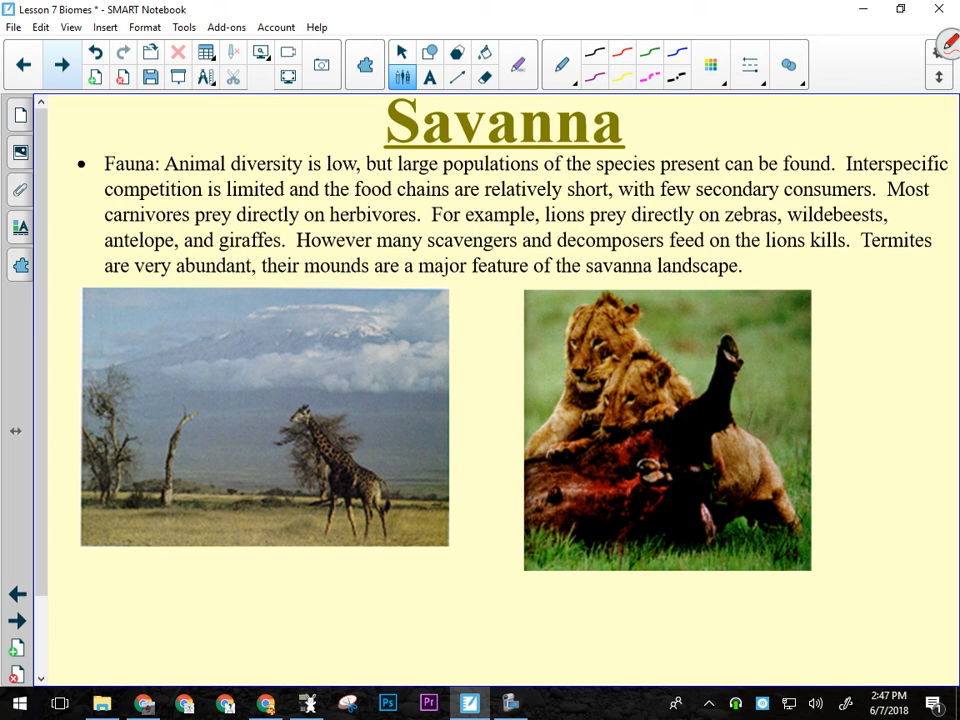 Lesson 7 Biomes * - SMART Notebook
File Edit View Insert Format Tools Add-ons Account Help
Savanna
• Fauna: Animal diversity is low, but large populations of the species present can be found. Interspecific
competition is limited and the food chains are relatively short, with few secondary consumers. Most
carnivores prey directly on herbivores. For example, lions prey directly on zebras, wildebeests,
antelope, and giraffes. However many scavengers and decomposers feed on the lions kills. Termites
are very abundant, their mounds are a major feature of the savanna landscape.
Ps Pr
2:47 PM
6/7/2018
1